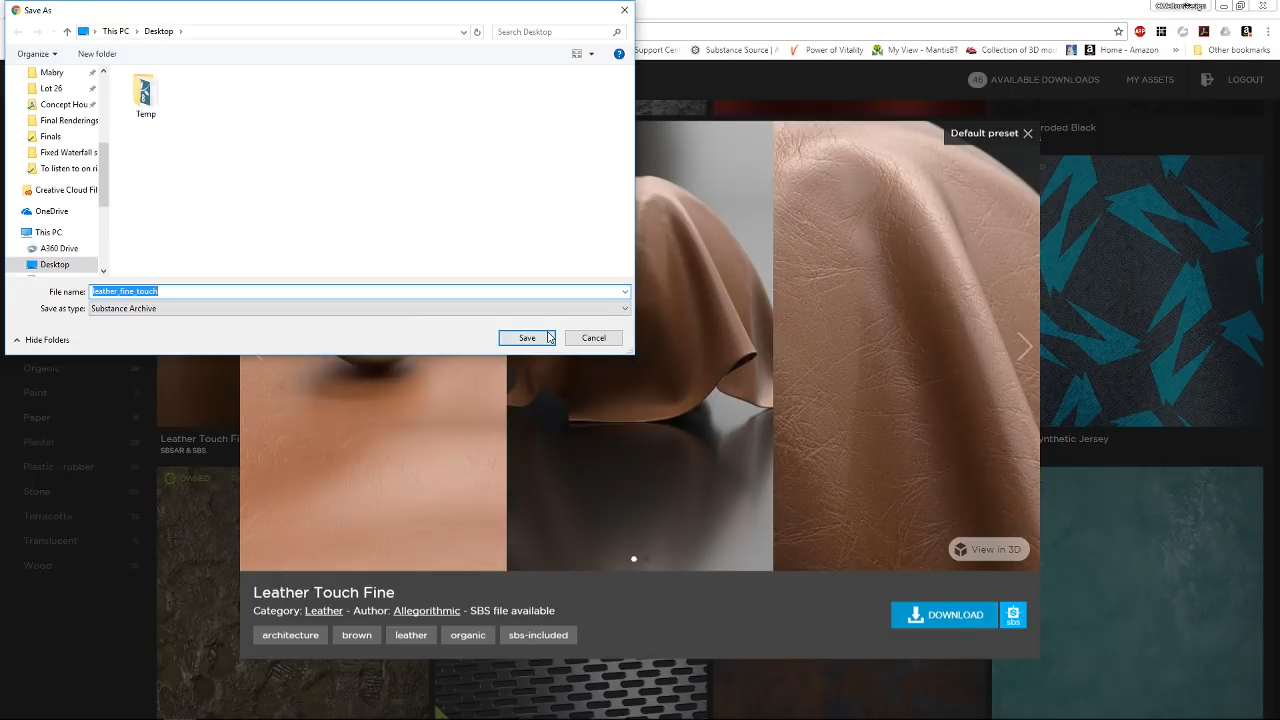 Save As
This PC
Desktop
Search Desktop
Organize
New folder
Mabry
Lot 26
Concept Hou
Final Renderings
Finals
Fixed Waterfall s
To listen to on ri
Creative Cloud Fil
OneDrive
This PC
A360 Drive
Desktop
Temp
File name: leather_fine_touch
Save as type: Substance Archive
Hide Folders
Save
Cancel
upport Center
Substance Source |
Power of Vitality
My View - MantisBT
Collection of 3D mo
Home - Amazon
Other bookmarks
AVAILABLE DOWNLOADS
MY ASSETS
LOGOUT
Default preset
roded Black
Organic
Paint
Paper
Plaster
Plastic - rubber
Stone
Terracotta
Translucent
Wood
Leather Touch Fi
SBSAR & SBS
OWNED
ynthetic Jersey
View in 3D
Leather Touch Fine
Category: Leather - Author: Allegorithmic - SBS file available
architecture brown leather organic sbs-included
DOWNLOAD
sbs